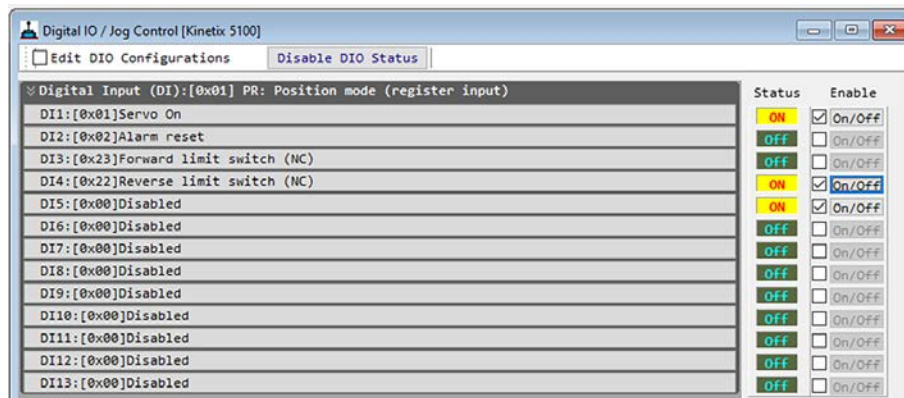 Digital IO / Jog Control [Kinetix 5100]
Edit DIO Configurations Disable DIO Status
Digital Input (DI):[0x01] PR: Position mode (register input) Status Enable
DI1:[0x01]Servo On ON On/Off
DI2:[0x02]Alarm reset Off On/Off
DI3:[0x23]Forward limit switch (NC) Off On/Off
DI4:[0x22]Reverse limit switch (NC) ON On/Off
DI5:[0x00]Disabled ON On/Off
DI6:[0x00]Disabled Off On/Off
DI7:[0x00]Disabled Off On/Off
DI8:[0x00]Disabled Off On/Off
DI9:[0x00]Disabled Off On/Off
DI10:[0x00]Disabled Off On/Off
DI11:[0x00]Disabled Off On/Off
DI12:[0x00]Disabled Off On/Off
DI13:[0x00]Disabled Off On/Off